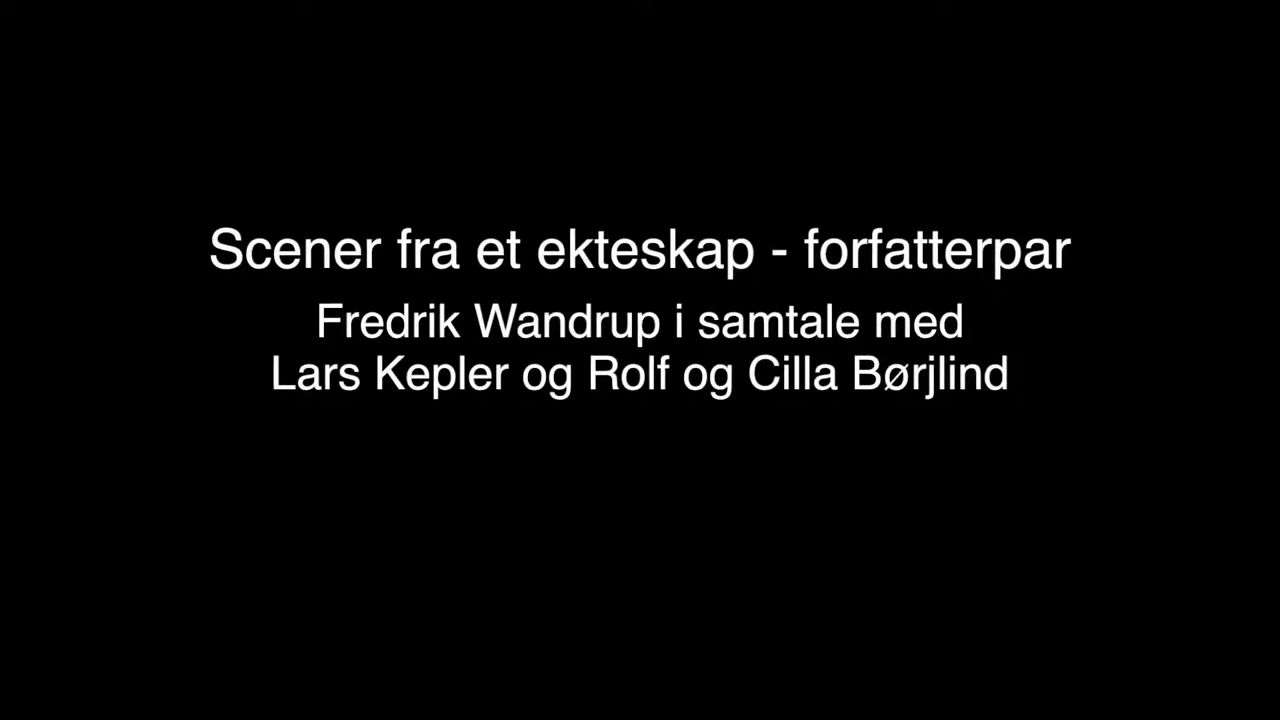 Scener fra et ekteskap - forfatterpar
Fredrik Wandrup i samtale med
Lars Kepler og Rolf og Cilla Børjlind